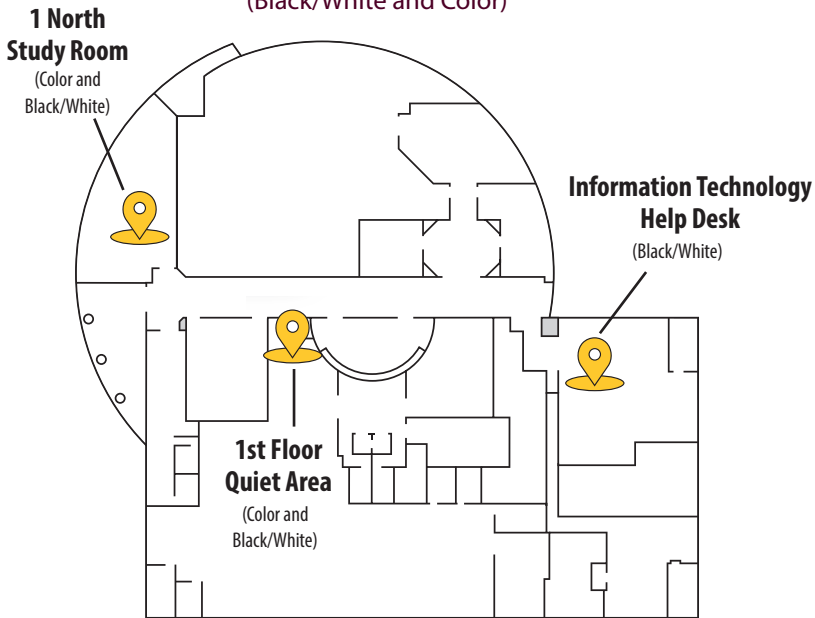 (Black/White and Color)
1 North
Study Room
(Color and
Black/White)
Information Technology
Help Desk
(Black/White)
1st Floor
Quiet Area
(Color and
Black/White)